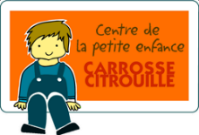 Centre de
la petite enfance
CARROSSE
CITROUILLE